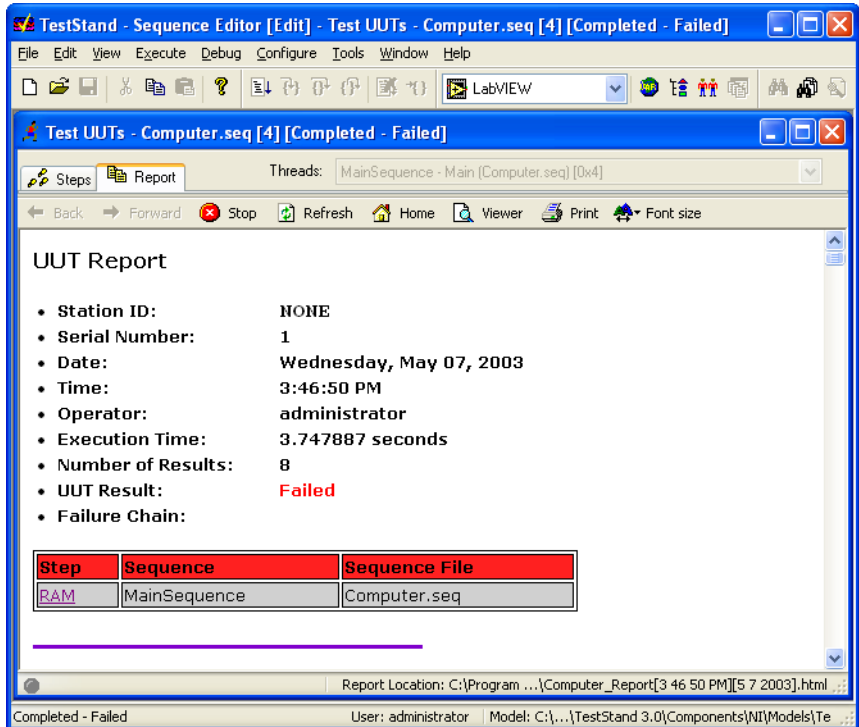 TestStand - Sequence Editor [Edit] - Test UUTs - Computer.seq [4] [Completed - Failed]
File Edit View Execute Debug Configure Tools Window Help
LabVIEW
Test UUTs - Computer.seq [4] [Completed - Failed]
Steps Report Threads: MainSequence - Main (Computer.seq) [0x4]
Back Forward Stop Refresh Home Viewer Print Font size
UUT Report
• Station ID: NONE
• Serial Number: 1
• Date: Wednesday, May 07, 2003
• Time: 3:46:50 PM
• Operator: administrator
• Execution Time: 3.747887 seconds
• Number of Results: 8
• UUT Result: Failed
• Failure Chain:
Step Sequence Sequence File
RAM MainSequence Computer.seq
Report Location: C:\Program ...\Computer_Report[3 46 50 PM][5 7 2003].html
Completed - Failed User: administrator Model: C:\...\TestStand 3.0\Components\NI\Models\Te